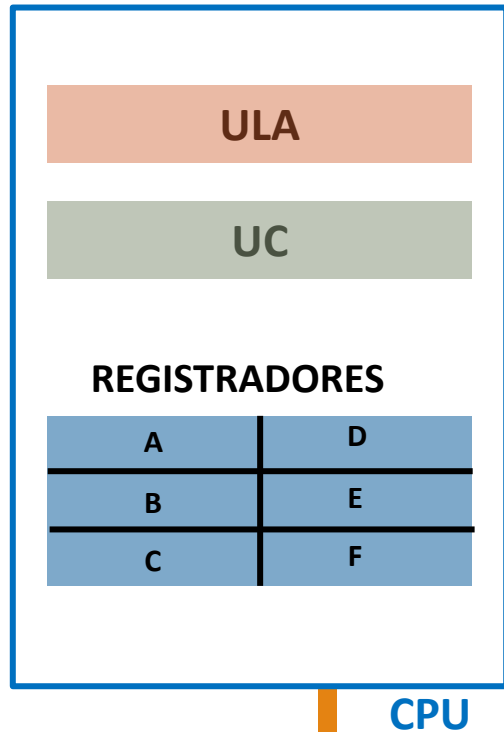 ULA
UC
REGISTRADORES
A D
B E
C F
CPU